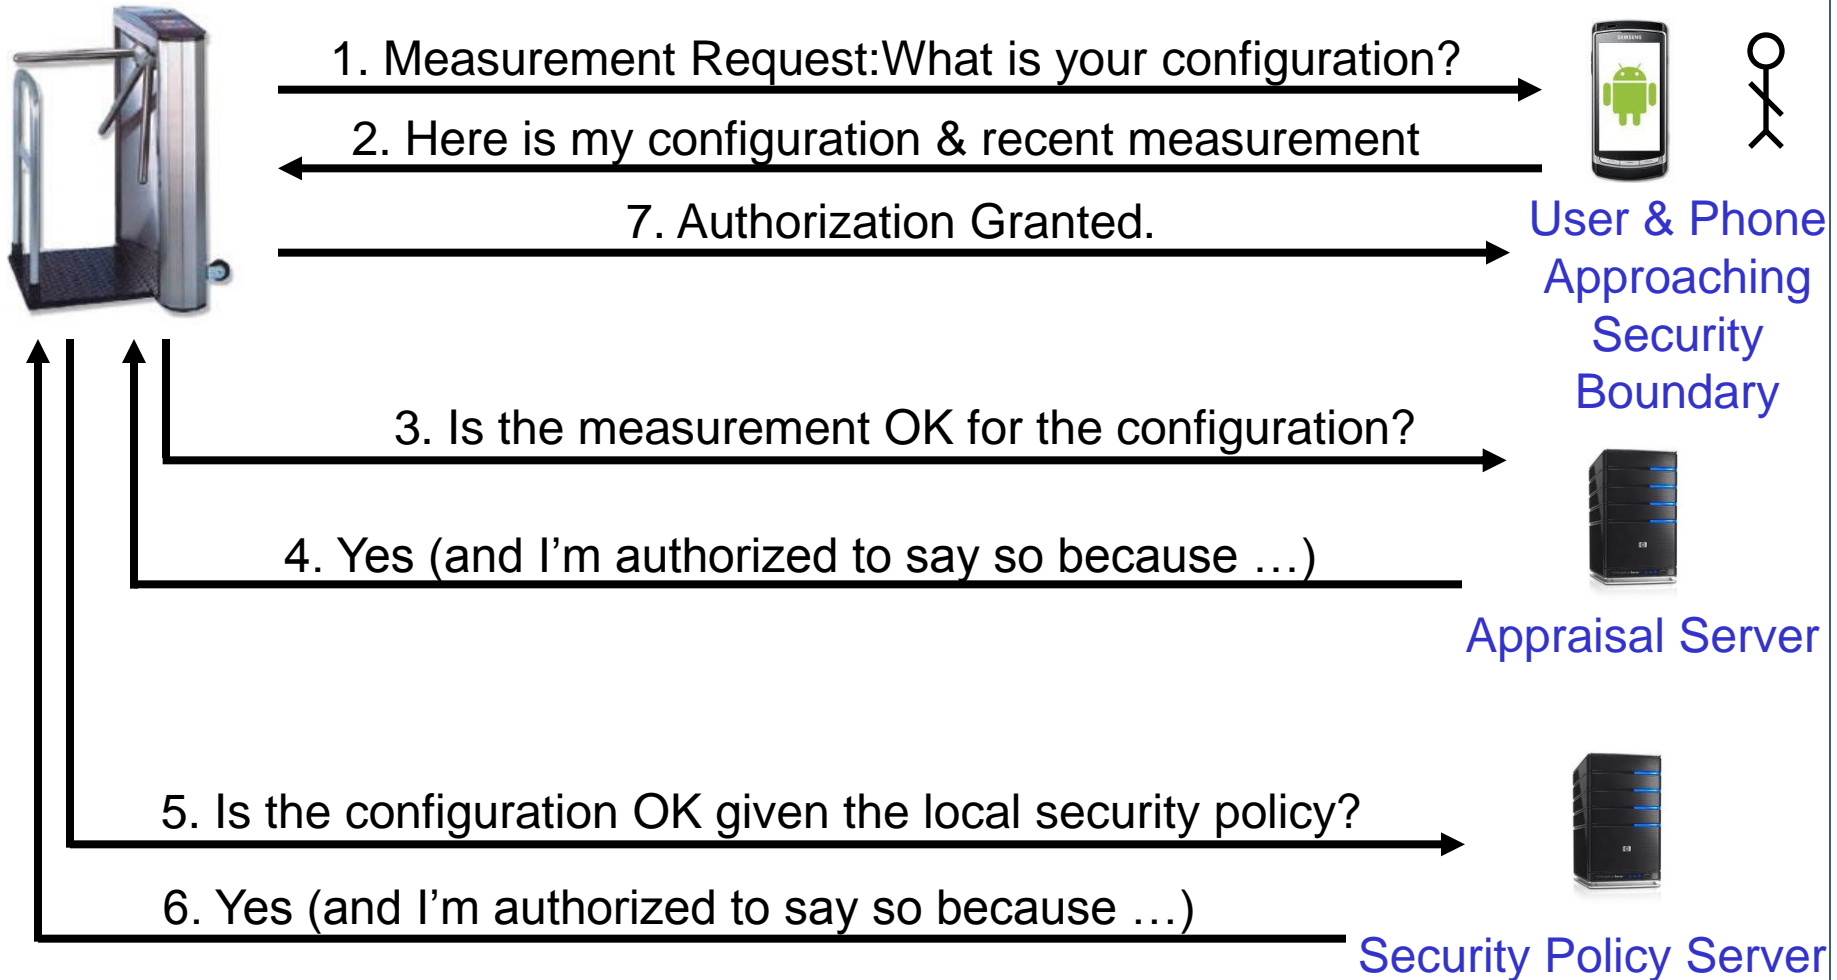 1. Measurement Request:What is your configuration?
SAMSUNG
2. Here is my configuration & recent measurement
7. Authorization Granted.
User & Phone
Approaching
Security
Boundary
3. Is the measurement OK for the configuration?
4. Yes (and I’m authorized to say so because …)
Appraisal Server
5. Is the configuration OK given the local security policy?
6. Yes (and I’m authorized to say so because …)
Security Policy Server